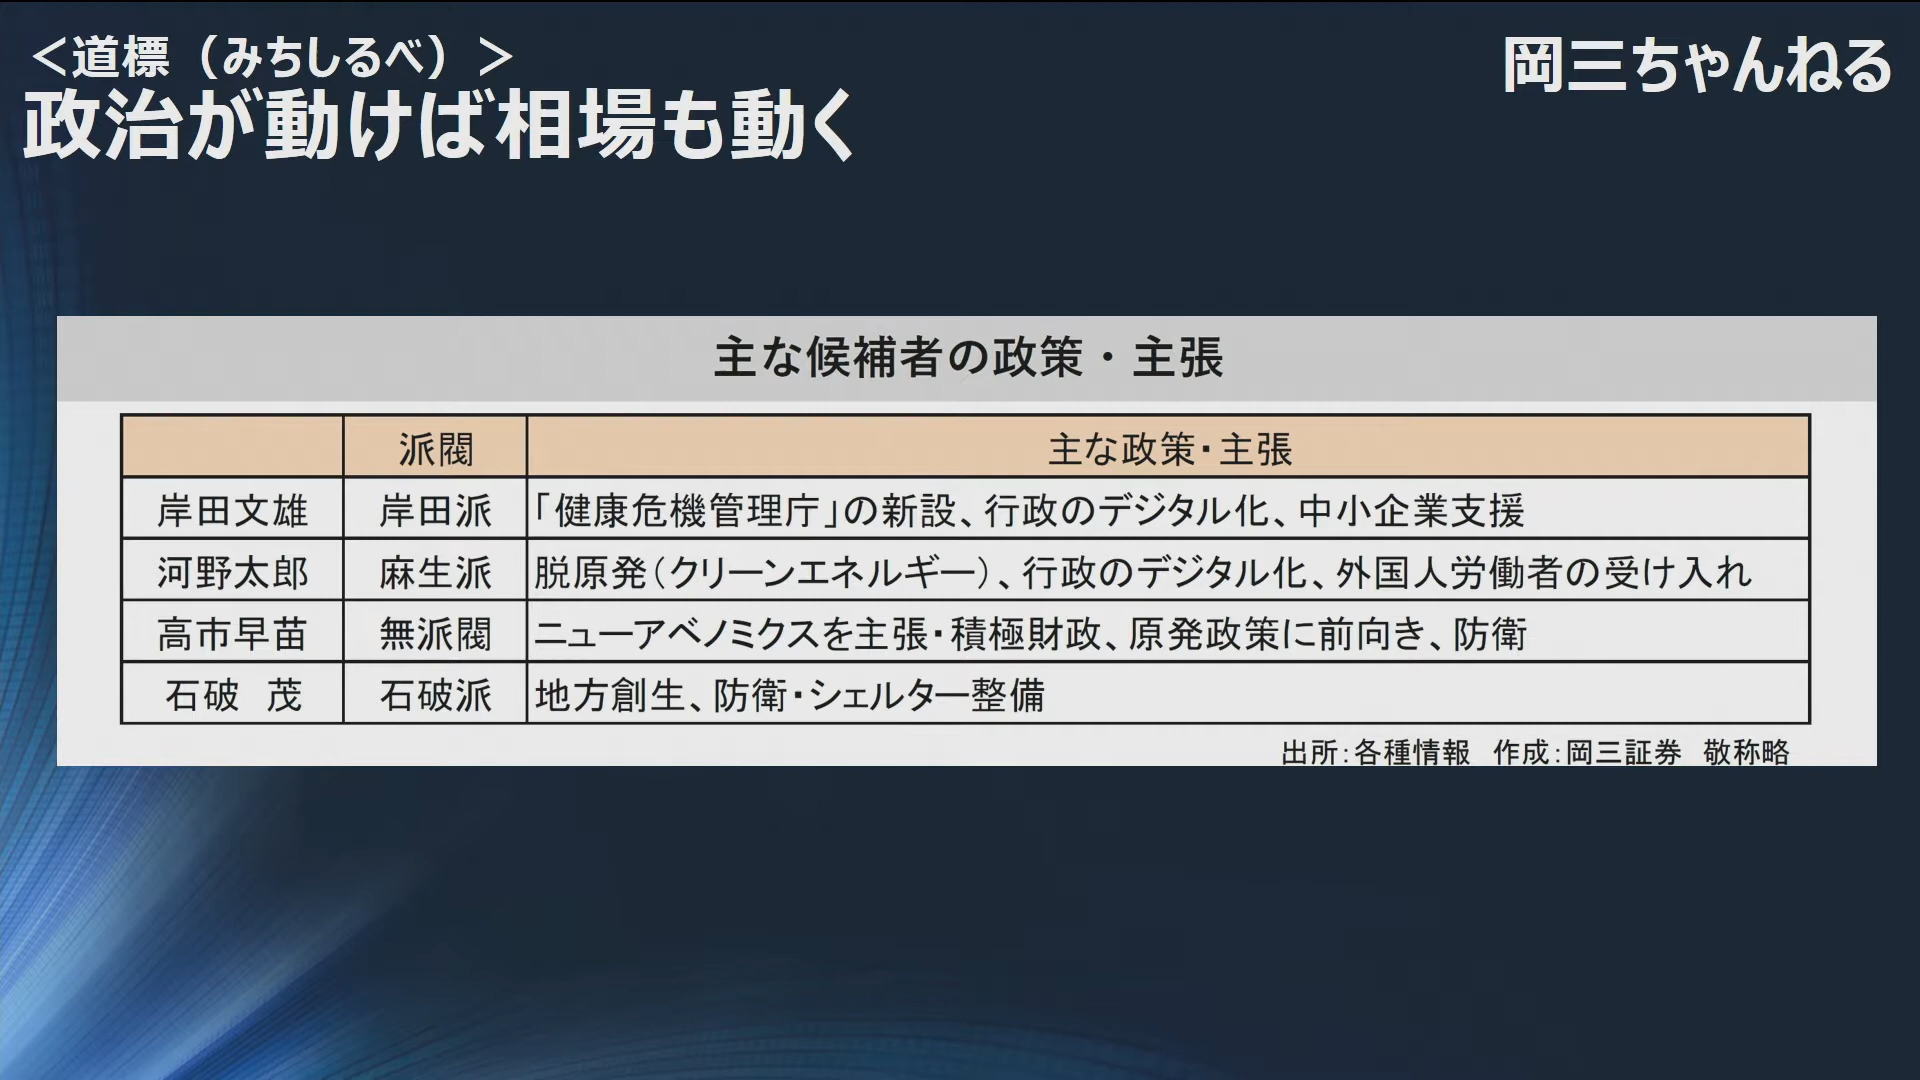 ＜道標（みちしるべ）＞
政治が動けば相場も動く
岡三ちゃんねる
主な候補者の政策・主張
派閥 主な政策・主張
岸田文雄 岸田派 「健康危機管理庁」の新設、行政のデジタル化、中小企業支援
河野太郎 麻生派 脱原発（クリーンエネルギー）、行政のデジタル化、外国人労働者の受け入れ
高市早苗 無派閥 ニューアベノミクスを主張・積極財政、原発政策に前向き、防衛
石破 茂 石破派 地方創生、防衛・シェルター整備
出所：各種情報 作成：岡三証券 敬称略